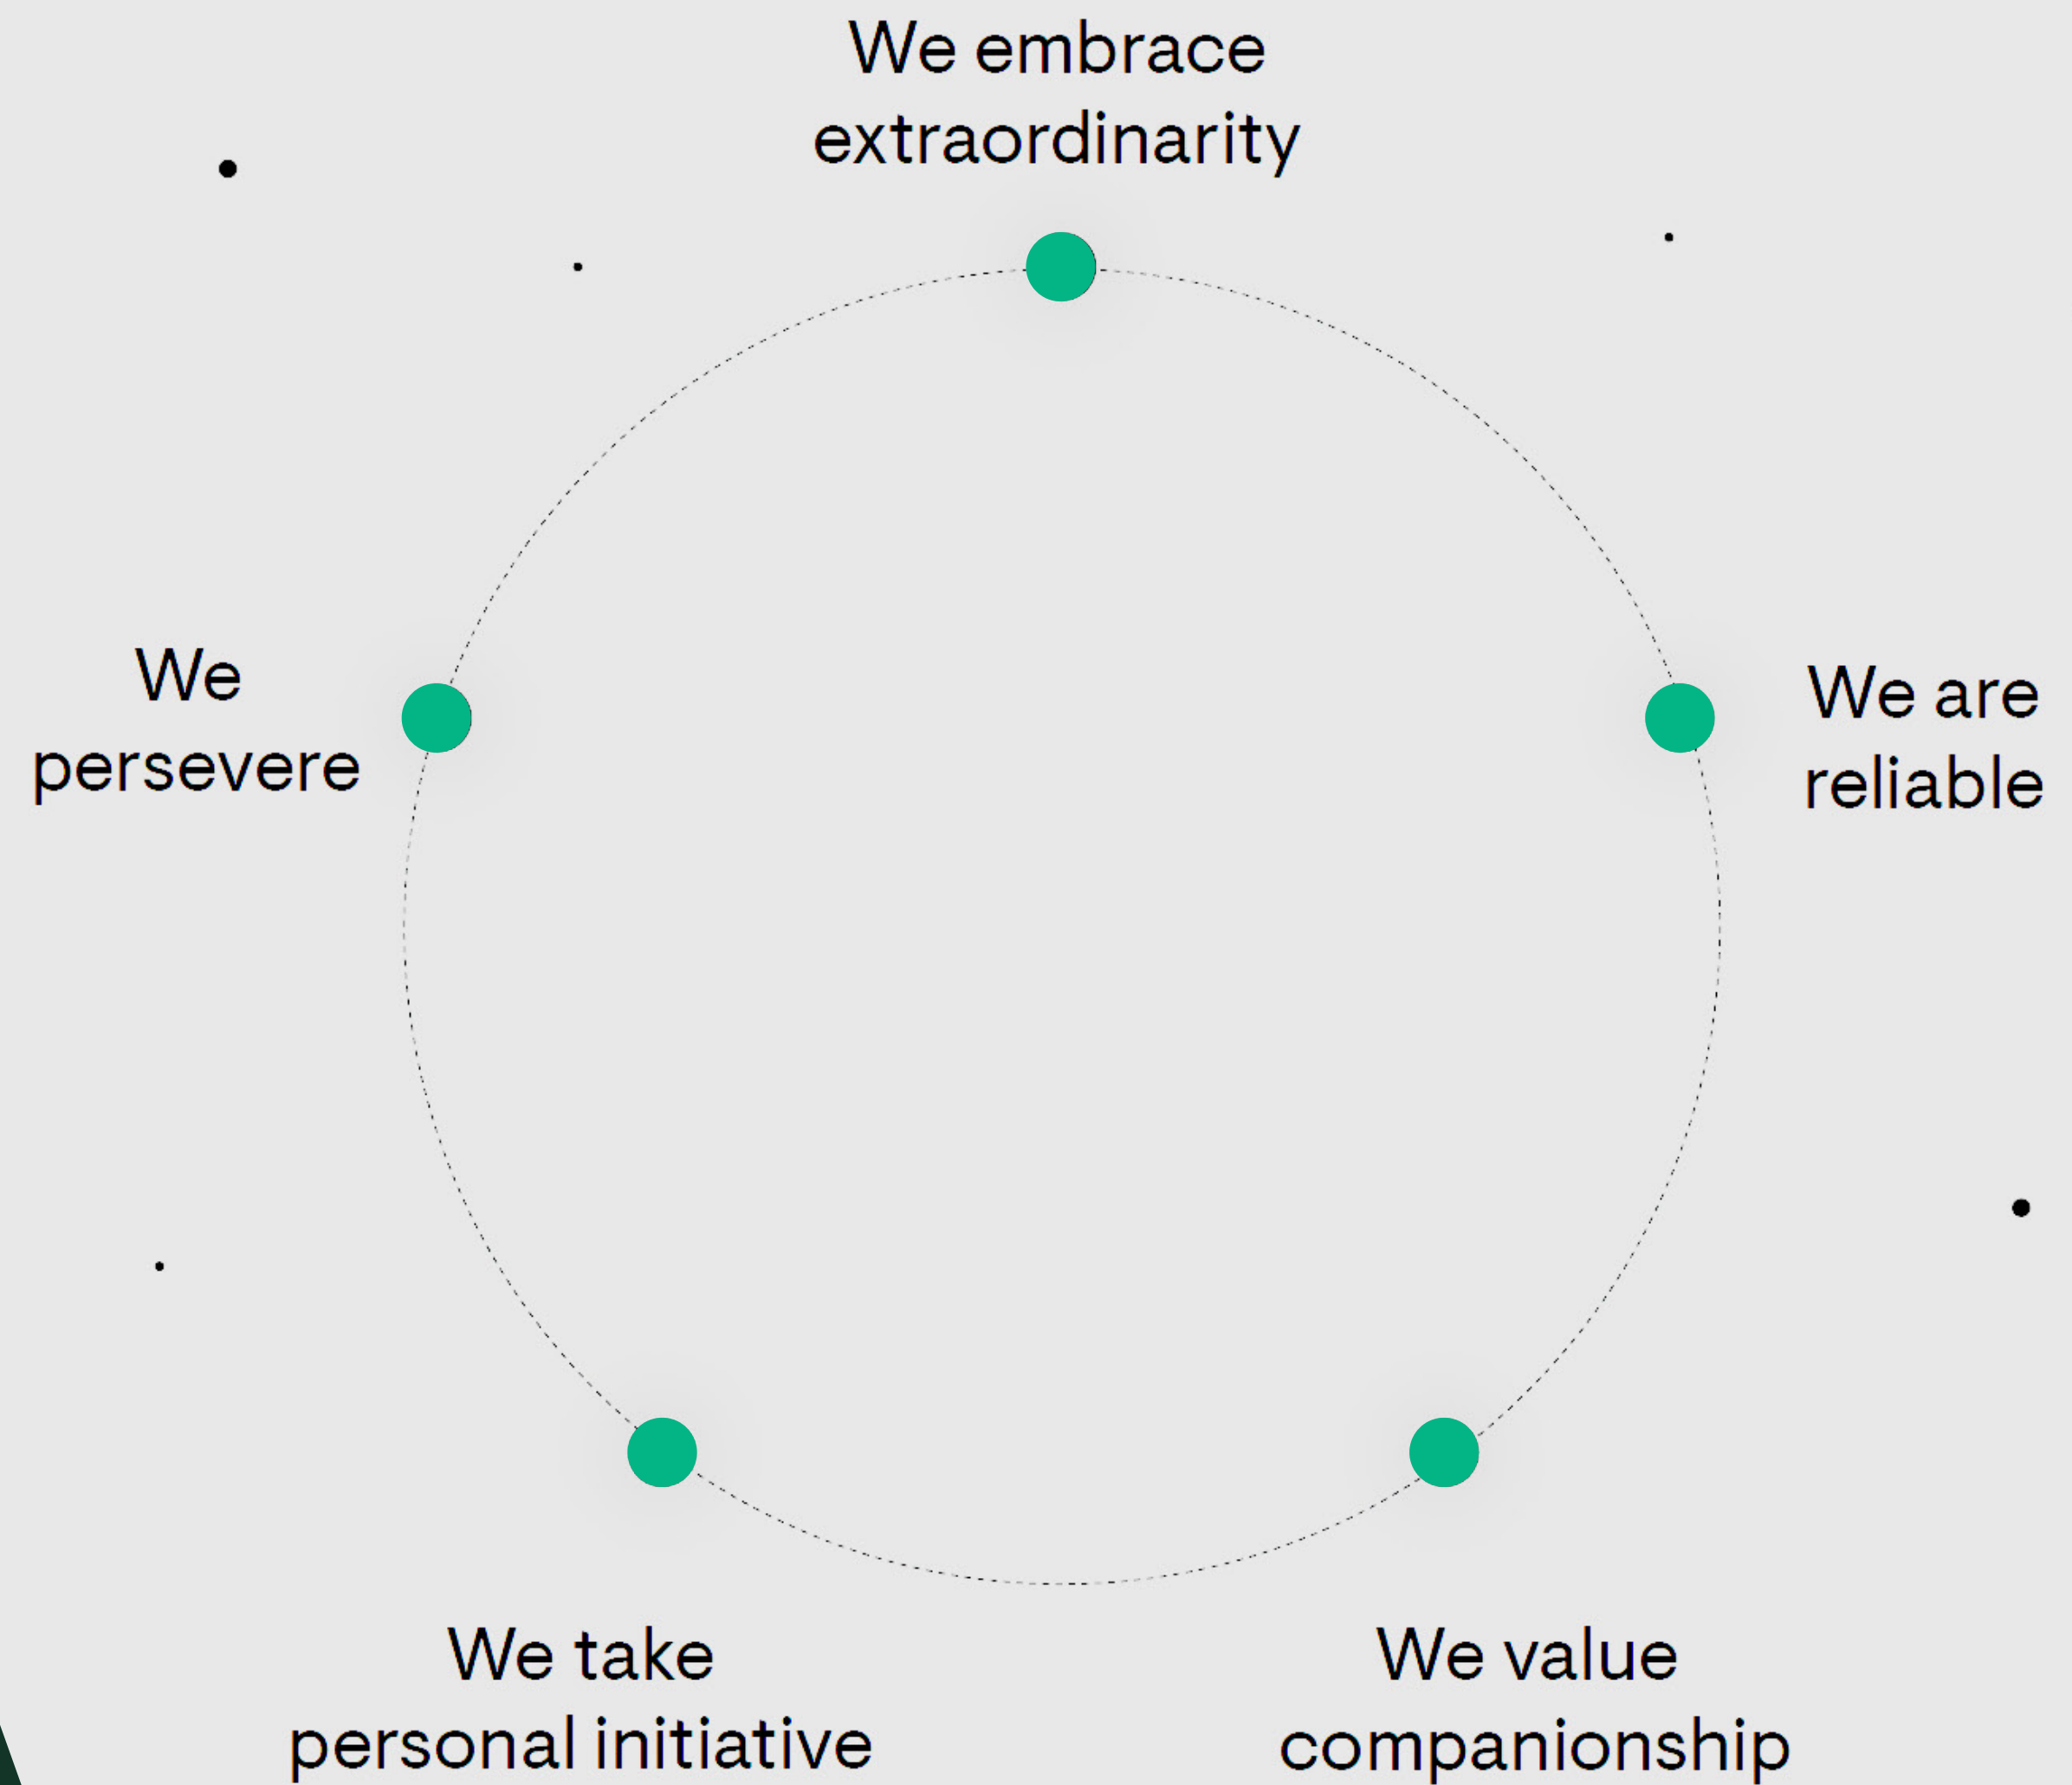 We embrace
extraordinarity
We
persevere
We are
reliable
We take
personal initiative
We value
companionship